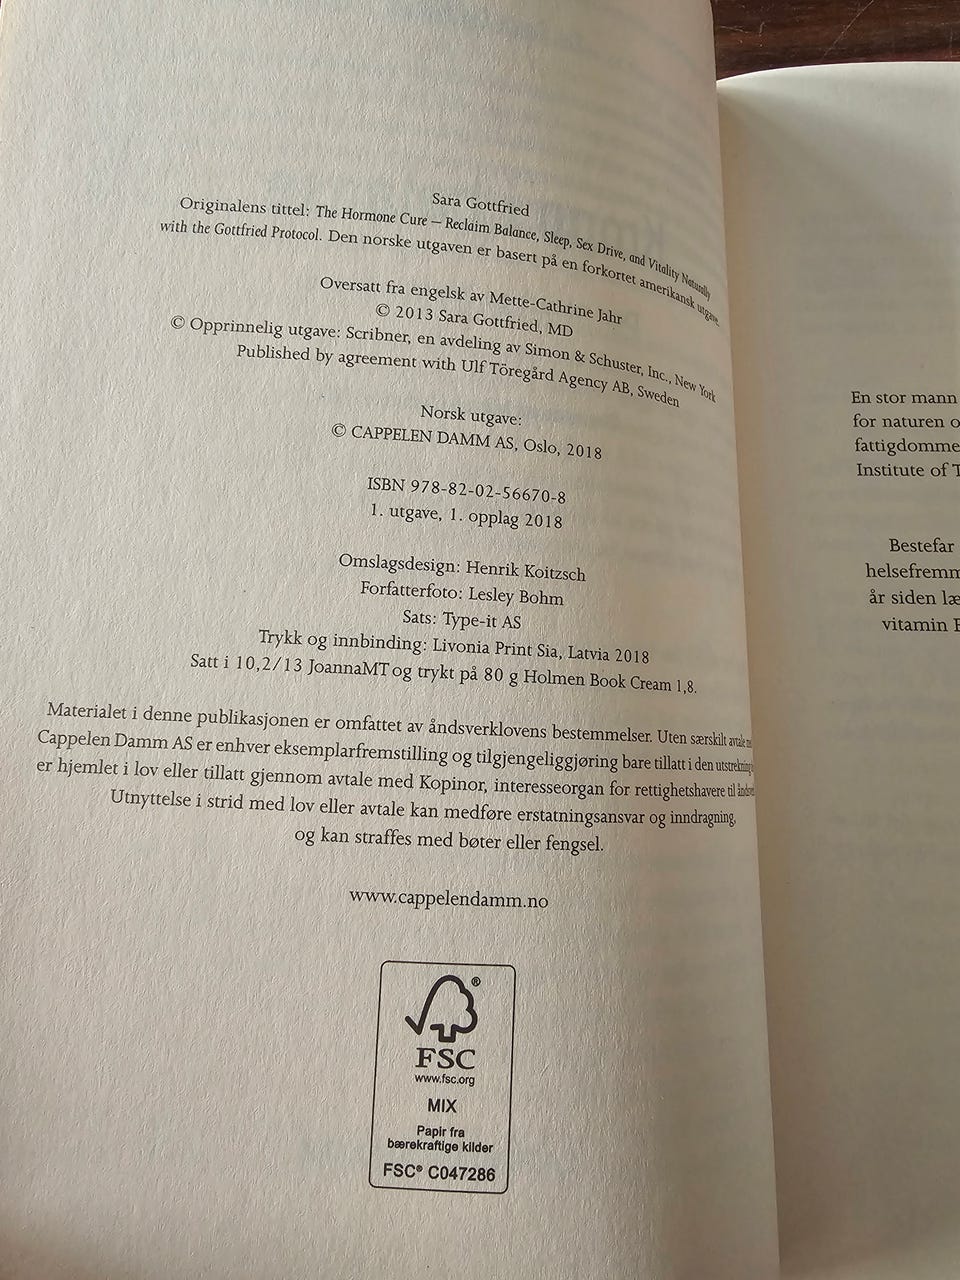 Sara Gottfried
Originalens tittel: The Hormone Cure – Reclaim Balance, Sleep, Sex Drive, and Vitality Naturally
with the Gottfried Protocol. Den norske utgaven er basert på en forkortet amerikansk utgave.
Oversatt fra engelsk av Mette-Cathrine Jahr
© 2013 Sara Gottfried, MD
© Opprinnelig utgave: Scribner, en avdeling av Simon & Schuster, Inc., New York
Published by agreement with Ulf Töregård Agency AB, Sweden
Norsk utgave:
© CAPPELEN DAMM AS, Oslo, 2018
ISBN 978-82-02-56670-8
1. utgave, 1. opplag 2018
Omslagsdesign: Henrik Koitzsch
Forfatterfoto: Lesley Bohm
Sats: Type-it AS
Trykk og innbinding: Livonia Print Sia, Latvia 2018
Satt i 10,2/13 JoannaMT og trykt på 80 g Holmen Book Cream 1,8.
Materialet i denne publikasjonen er omfattet av åndsverklovens bestemmelser. Uten særskilt avtale
Cappelen Damm AS er enhver eksemplarfremstilling og tilgjengeliggjøring bare tillatt i den utstrekning
er hjemlet i lov eller tillatt gjennom avtale med Kopinor, interesseorgan for rettighetshavere til
Utnyttelse i strid med lov eller avtale kan medføre erstatningsansvar og inndragning,
og kan straffes med bøter eller fengsel.
www.cappelendamm.no
FSC®
www.fsc.org
MIX
Papir fra
bærekraftige kilder
FSC® C047286
En stor mann
for naturen o
fattigdomme
Institute of T
Bestefar
helsefremm
år siden læ
vitamin